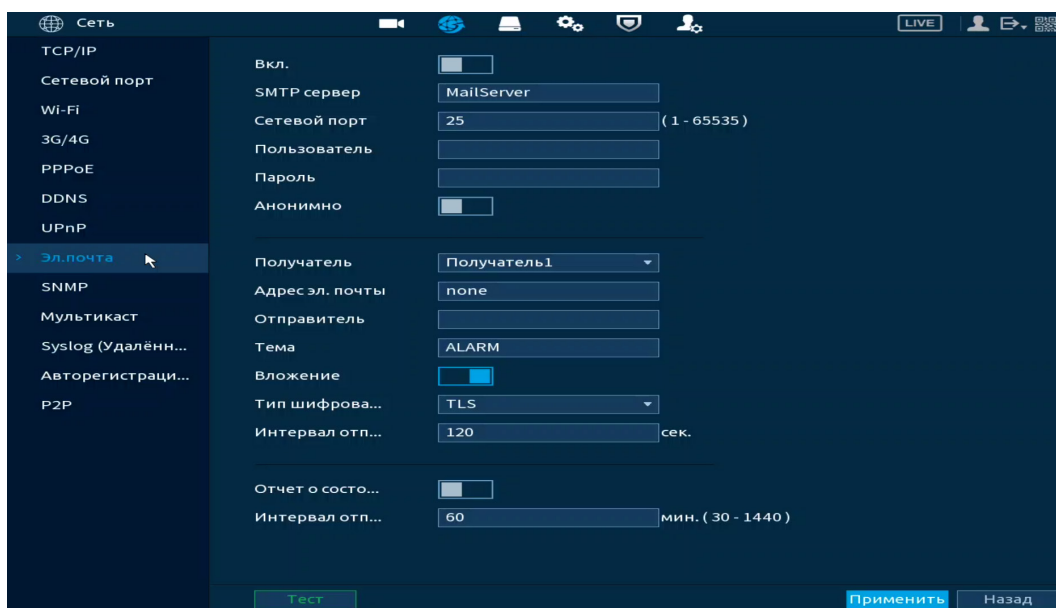 Сеть
LIVE
TCP/IP
Сетевой порт
Wi-Fi
3G/4G
PPPoE
DDNS
UPnP
Эл.почта
SNMP
Мультикаст
Syslog (Удалённ...
Авторегистраци...
P2P
Вкл.
SMTP сервер MailServer
Сетевой порт 25 ( 1 - 65535 )
Пользователь
Пароль
Анонимно
Получатель Получатель1
Адрес эл. почты none
Отправитель
Тема ALARM
Вложение
Тип шифрова... TLS
Интервал отп... 120 сек.
Отчет о состо...
Интервал отп... 60 мин. ( 30 - 1440 )
Тест Применить Назад